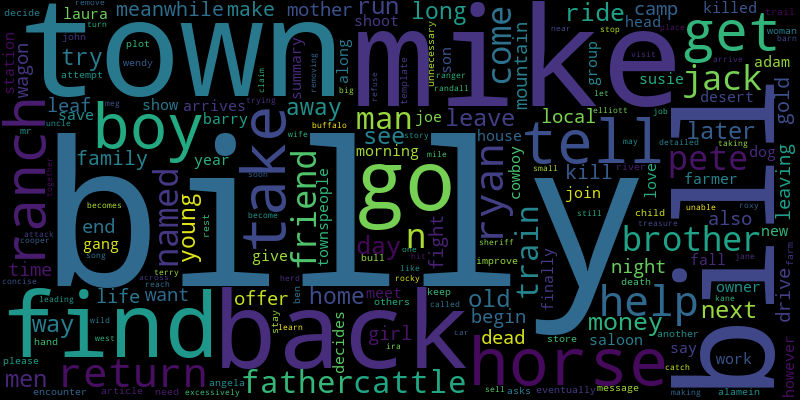 decide
remove
turn
laura
meanwhile
make
mother
run
long
ride
camp
killed
trail
place
john
plot
wendy
shoot
come
head
woman
barn
station
wagon
try
town
mike
mountain
group
near
stop
get
attempt
claim
summary
removing
along
son
unnecessary
let
visit
arrive
adam
ranch
leaf
show
arrives
away
big
refuse
template
ranger
randall
susie
jack
desert
gold
save
boy
barry
man
joe
leave
local
elliott
job
detailed
later
mr
uncle
buffalo
wife
story
see
house
tell
may
taking
leaving
family
year
take
friend
townspeople
morning
mile
cowboy
kill
river
pete
dog
meg
together
named
young
rest
soon
become
go
ryan
small
join
love
farmer
roxy
becomes
end
gang
billy
day
n
fight
still
child
unable
also
treasure
brother
new
attack
cooper
song
give
one
hit
like
bull
rocky
sheriff
improve
train
night
fall
jane
farm
time
across
reach
terry
herd
ben
home
meet
finally
help
death
owner
kane
drive
bill
concise
leading
life
want
offer
others
keep
called
old
begin
money
another
next
find
way
wild
west
hand
back
stay
learn
decides
girl
ira
car
dead
store
saloon
say
work
however
please
men
return
angela
father
cattle
horse
catch
encounter
article
need
excessively
sell
asks
eventually
message
making
alamein
trying